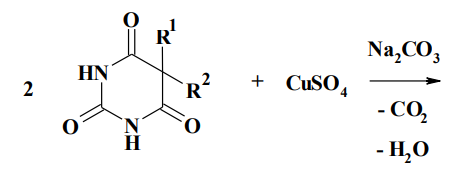 O R¹
HN R² Na₂CO₃
2 + CuSO₄
O N O - CO₂
H - H₂O